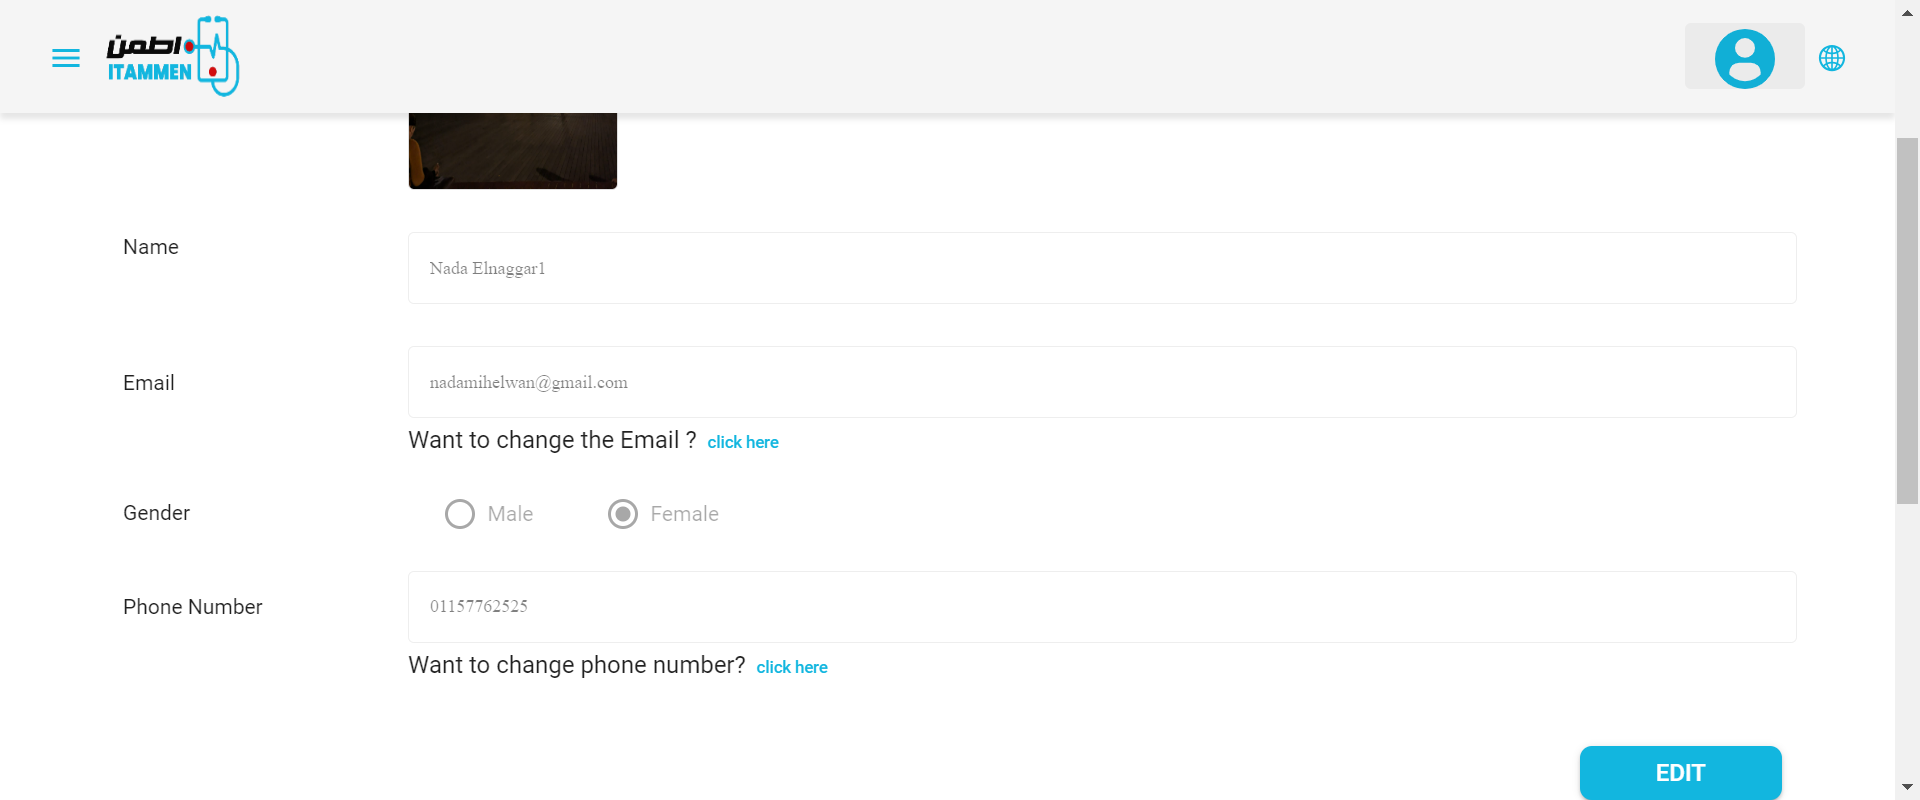 اطمن
ITAMMEN
Name
Nada Elnaggar1
Email
nadamihelwan@gmail.com
Want to change the Email ? click here
Gender
Male Female
Phone Number
01157762525
Want to change phone number? click here
EDIT